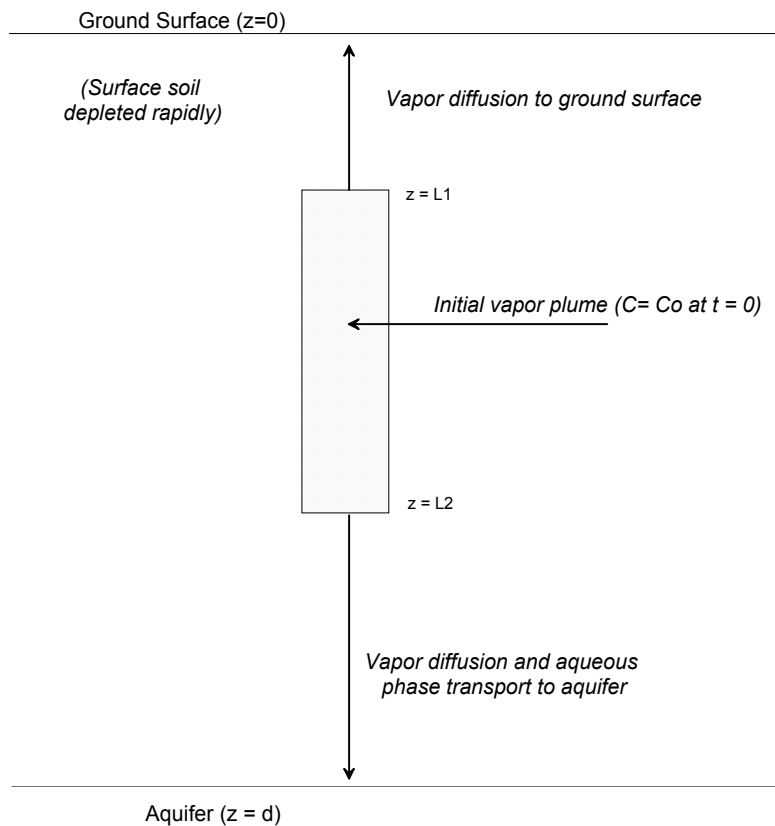 Ground Surface (z=0)
(Surface soil
depleted rapidly)
Vapor diffusion to ground surface
z = L1
Initial vapor plume (C= Co at t = 0)
z = L2
Vapor diffusion and aqueous
phase transport to aquifer
Aquifer (z = d)